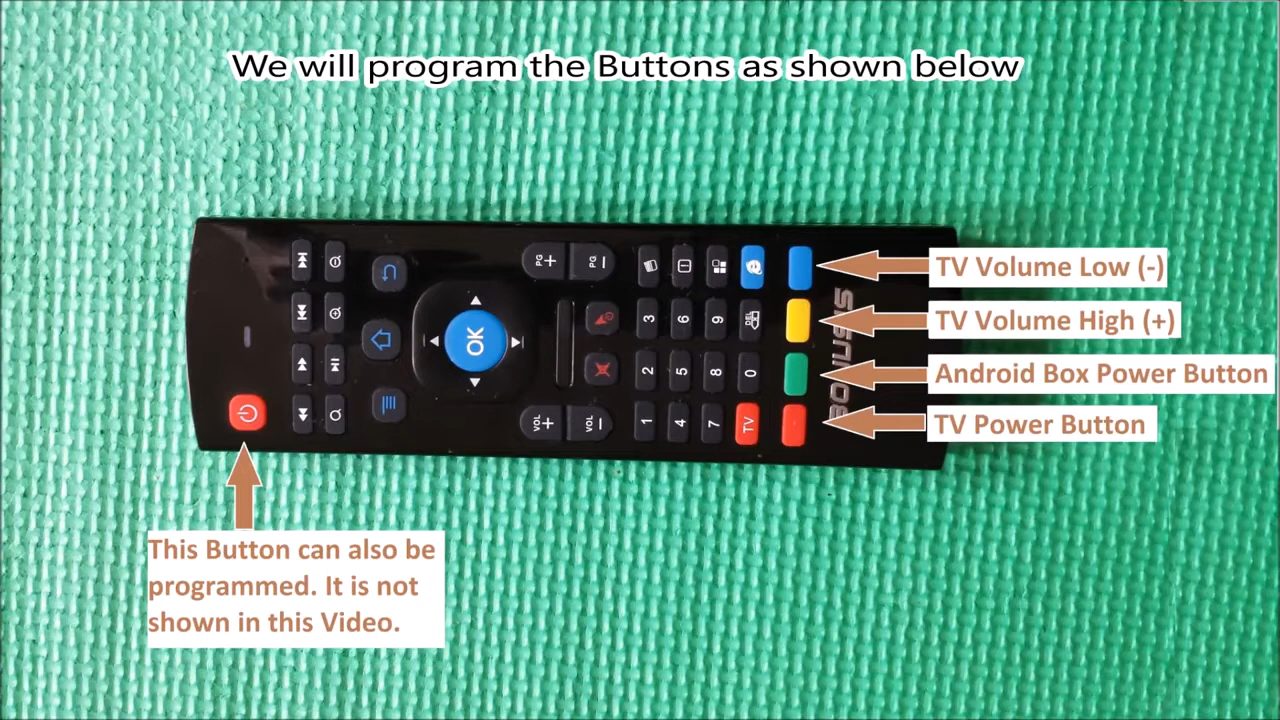 We will program the Buttons as shown below
TV Volume Low (-)
TV Volume High (+)
Android Box Power Button
TV Power Button
This Button can also be
programmed. It is not
shown in this Video.
OK
PG +
PG -
VOL +
VOL -
3 6 9 DEL
2 5 8 0
1 4 7 TV